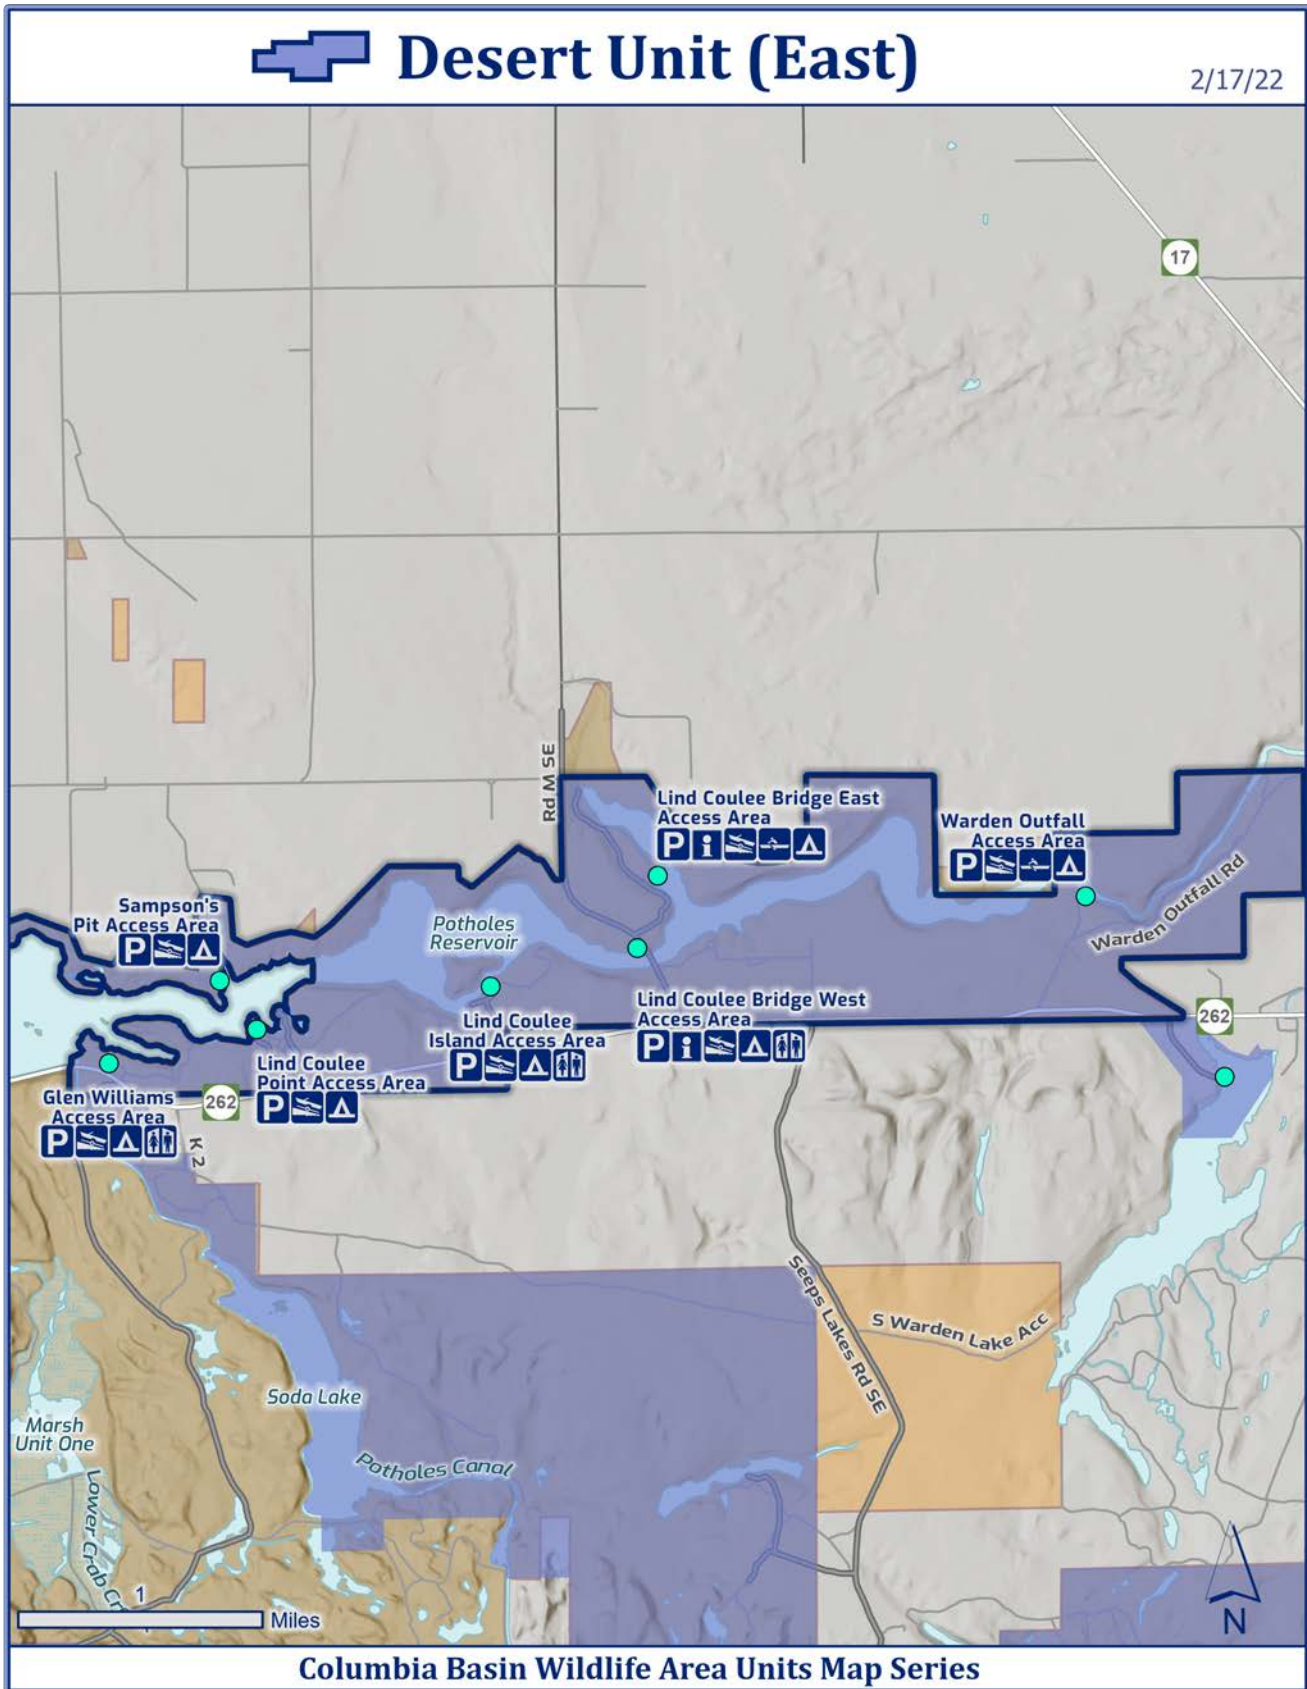 Desert Unit (East)
2/17/22
17
Rd M SE
Lind Coulee Bridge East
Access Area
P
Warden Outfall
Access Area
P
Warden Outfall Rd
Sampson's
Pit Access Area
P
Potholes
Reservoir
Lind Coulee
Island Access Area
P
Lind Coulee Bridge West
Access Area
P
262
Lind Coulee
Point Access Area
P
Glen Williams
Access Area
P
262
K 2
Seeps Lakes Rd SE
S Warden Lake Acc
Soda Lake
Marsh
Unit One
Potholes Canal
Lower Crab Cr
1
Miles
N
Columbia Basin Wildlife Area Units Map Series